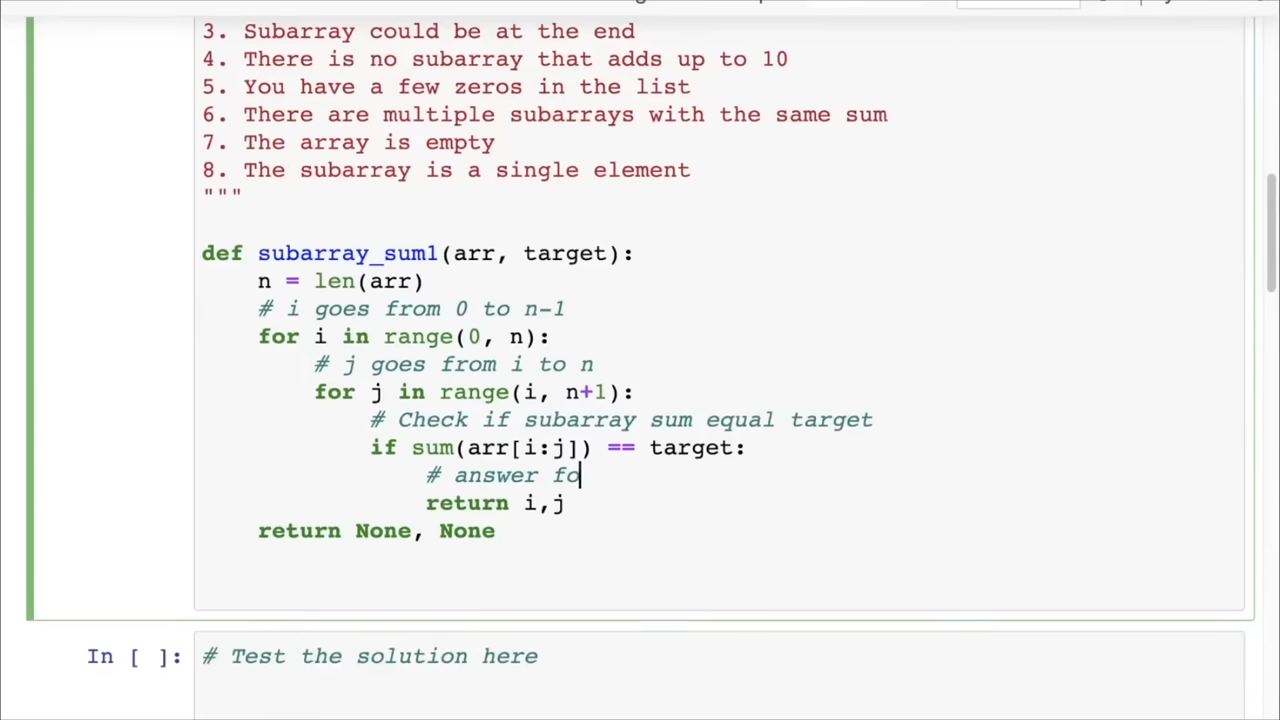 3. Subarray could be at the end
4. There is no subarray that adds up to 10
5. You have a few zeros in the list
6. There are multiple subarrays with the same sum
7. The array is empty
8. The subarray is a single element
"""
def subarray_sum1(arr, target):
n = len(arr)
# i goes from 0 to n-1
for i in range(0, n):
# j goes from i to n
for j in range(i, n+1):
# Check if subarray sum equal target
if sum(arr[i:j]) == target:
# answer fo
return i,j
return None, None
In [ ]: # Test the solution here